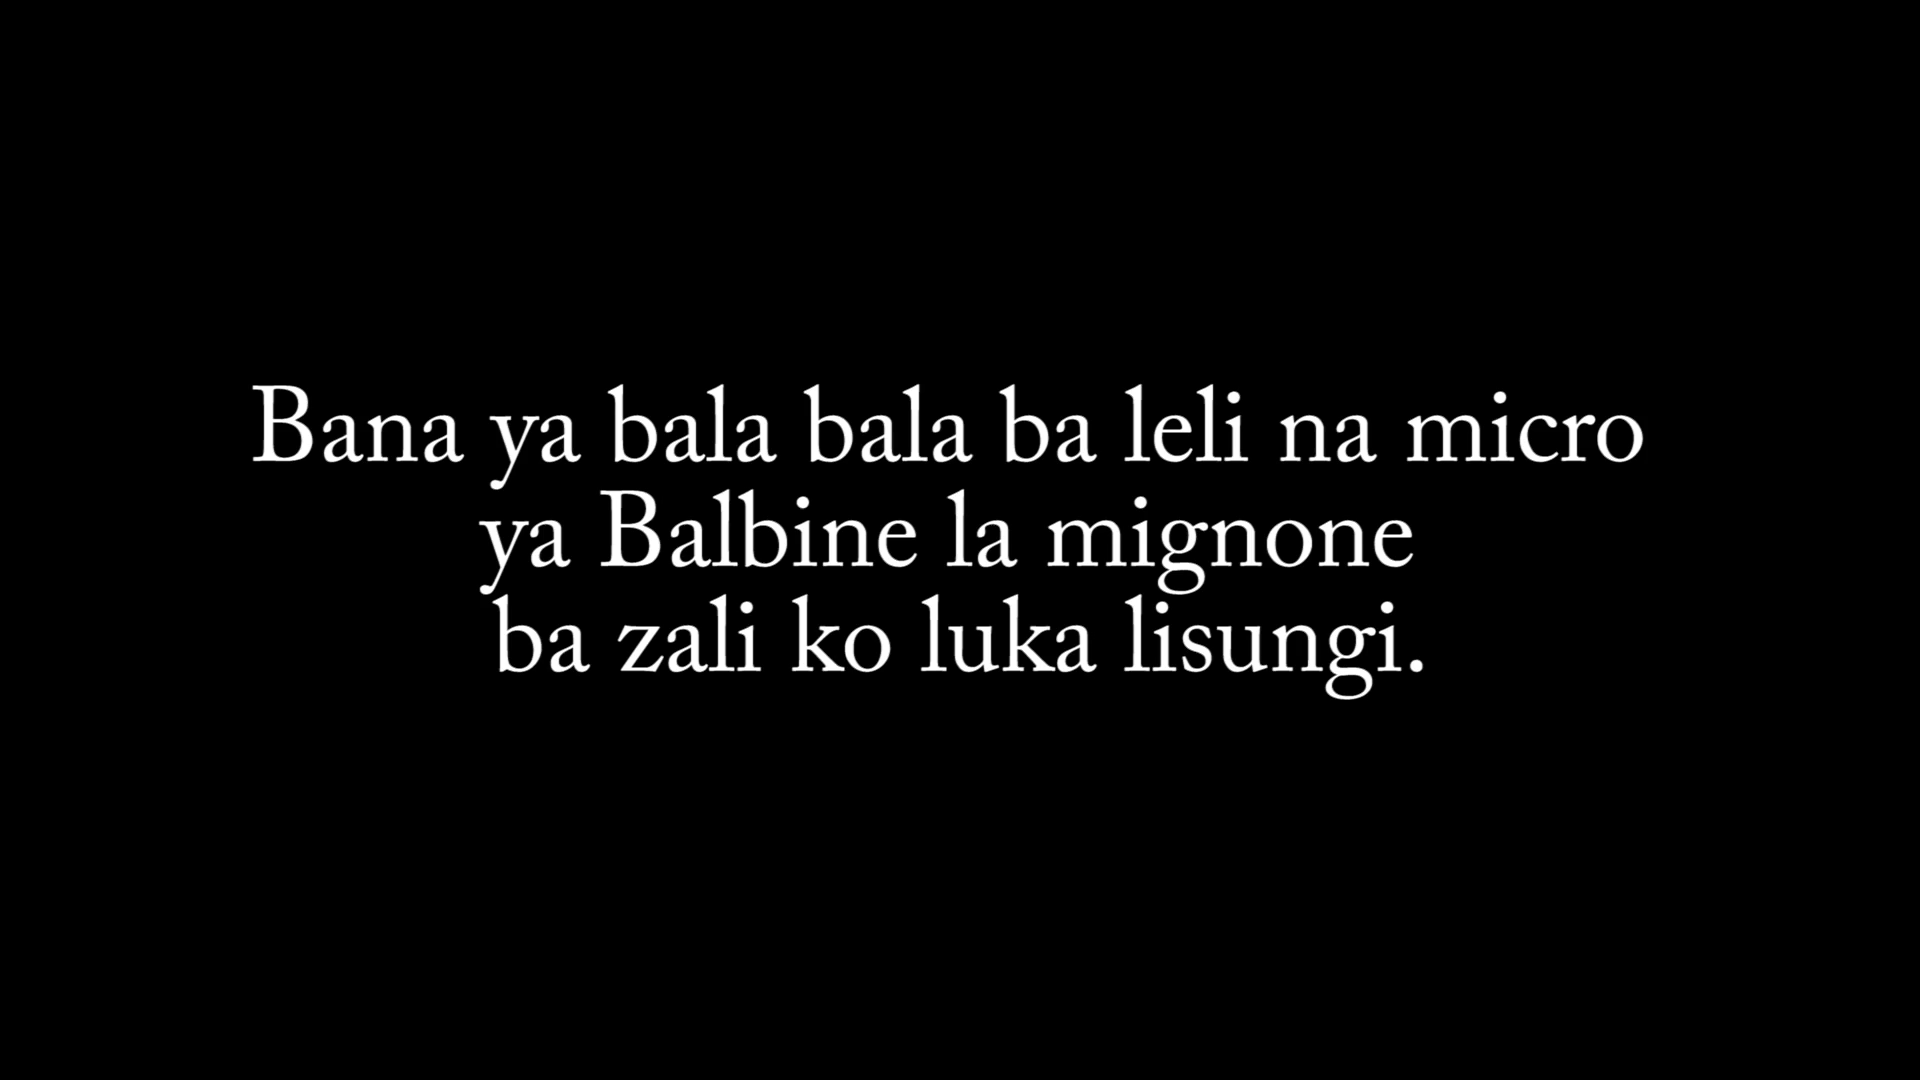 Bana ya bala bala ba leli na micro
ya Balbine la mignone
ba zali ko luka lisungi.